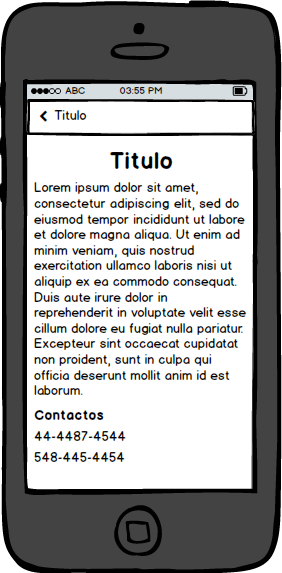 ABC 03:55 PM
Titulo
Titulo
Lorem ipsum dolor sit amet,
consectetur adipiscing elit, sed do
eiusmod tempor incididunt ut labore
et dolore magna aliqua. Ut enim ad
minim veniam, quis nostrud
exercitation ullamco laboris nisi ut
aliquip ex ea commodo consequat.
Duis aute irure dolor in
reprehenderit in voluptate velit esse
cillum dolore eu fugiat nulla pariatur.
Excepteur sint occaecat cupidatat
non proident, sunt in culpa qui
officia deserunt mollit anim id est
laborum.
Contactos
44-4487-4544
548-445-4454